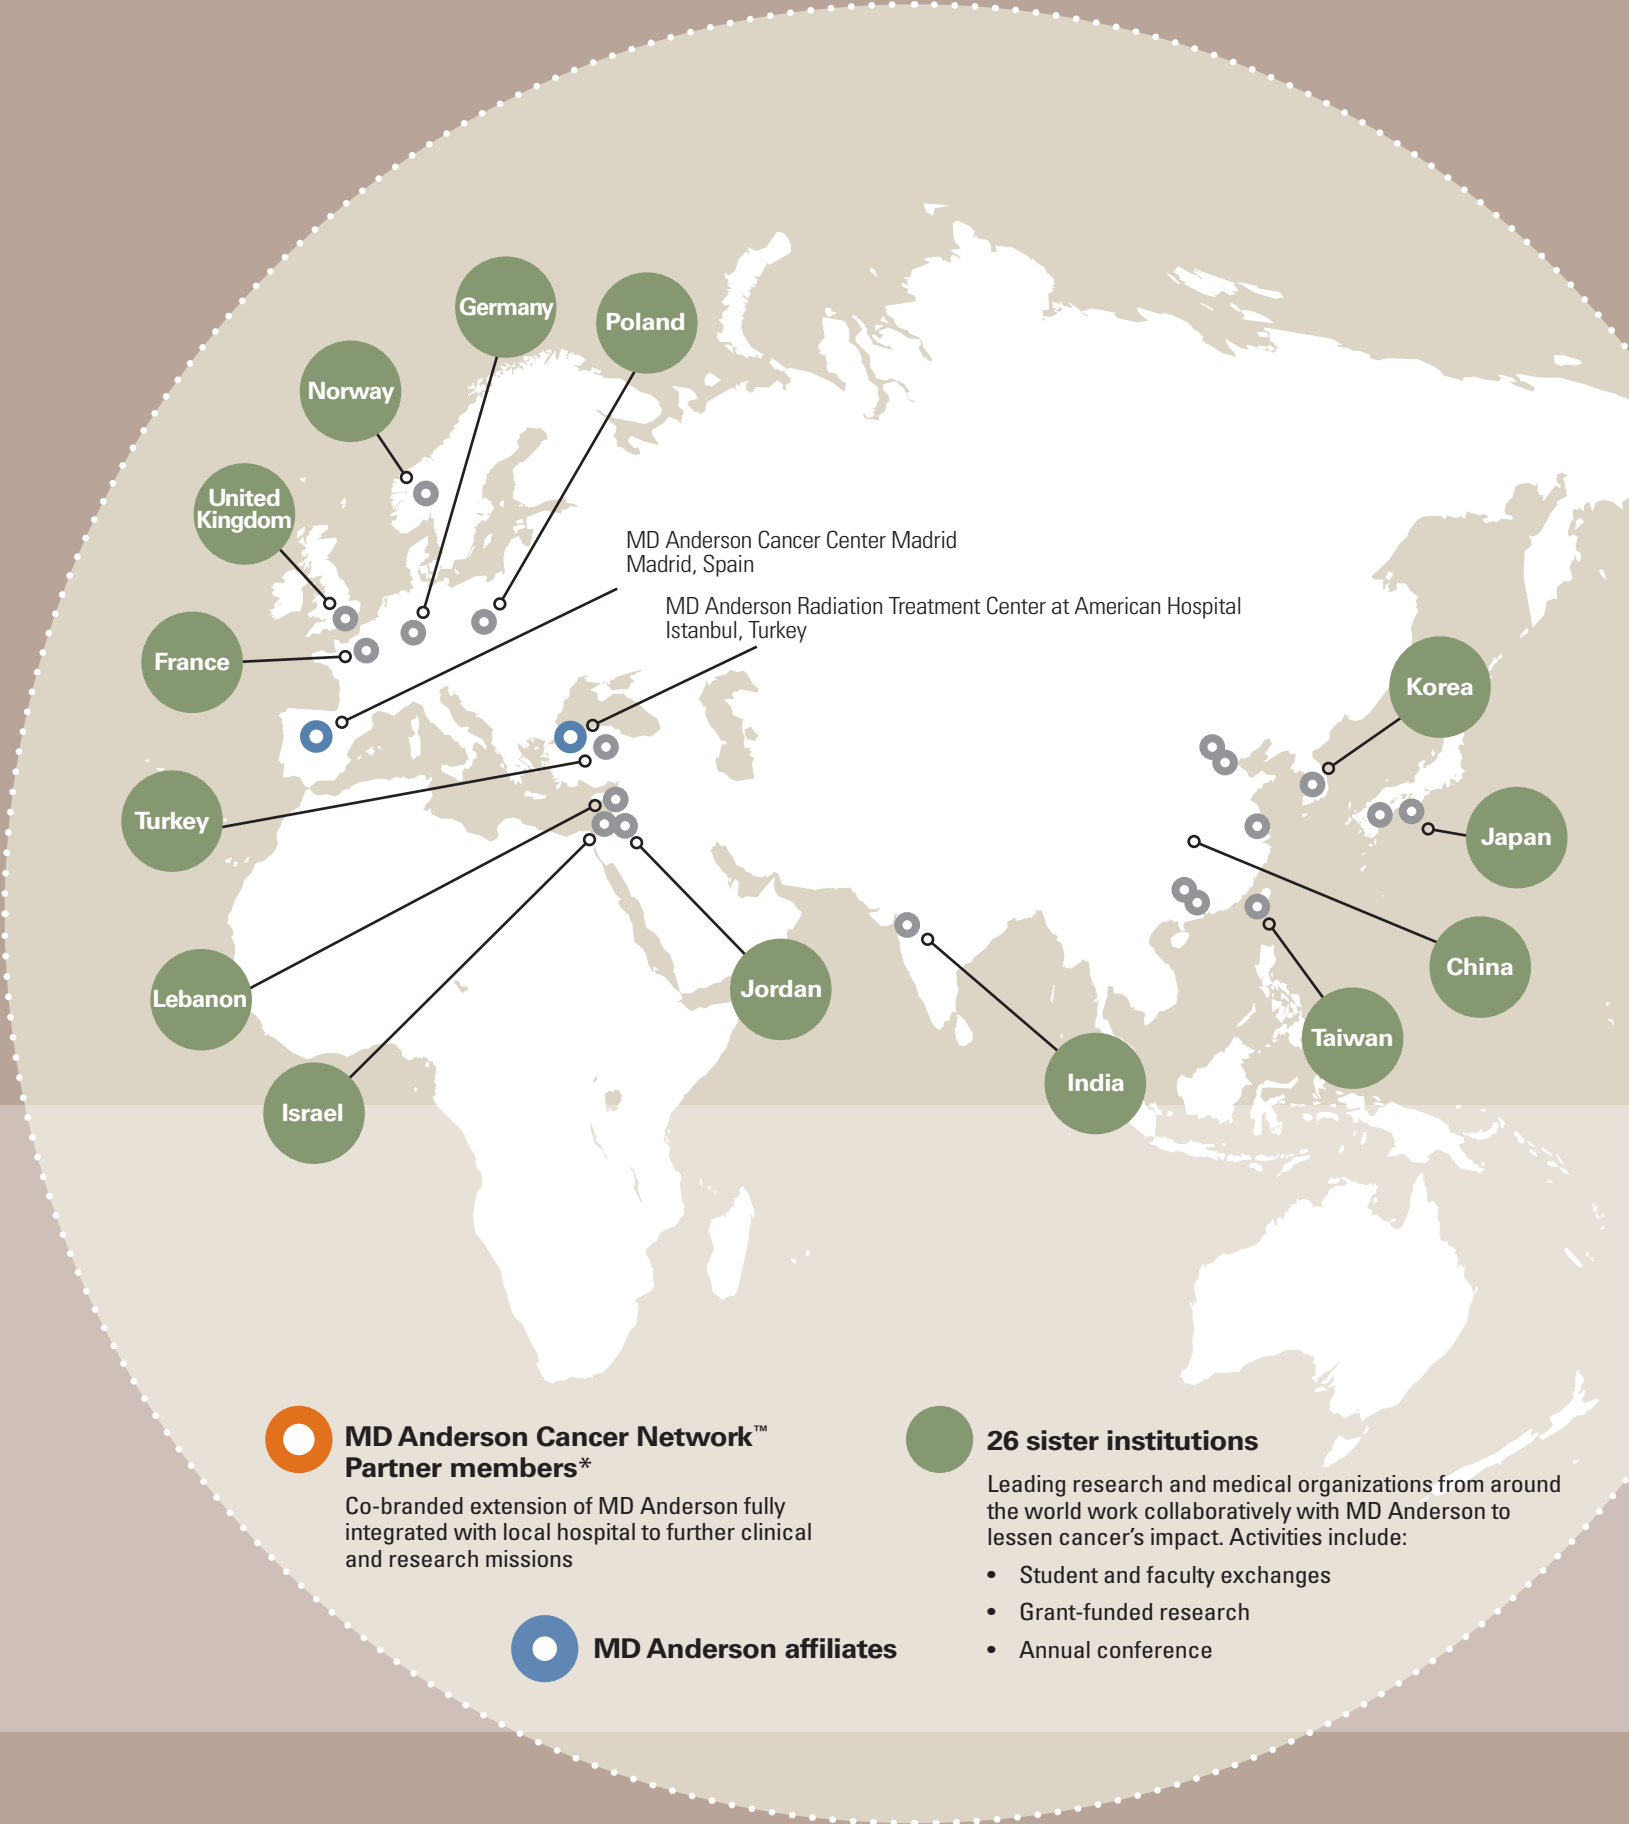 Germany
Poland
Norway
United
Kingdom
MD Anderson Cancer Center Madrid
Madrid, Spain
MD Anderson Radiation Treatment Center at American Hospital
Istanbul, Turkey
France
Korea
Turkey
Japan
China
Lebanon
Jordan
Taiwan
India
Israel
MD Anderson Cancer Network™
Partner members*
Co-branded extension of MD Anderson fully
integrated with local hospital to further clinical
and research missions
MD Anderson affiliates
26 sister institutions
Leading research and medical organizations from around
the world work collaboratively with MD Anderson to
lessen cancer’s impact. Activities include:
• Student and faculty exchanges
• Grant-funded research
• Annual conference